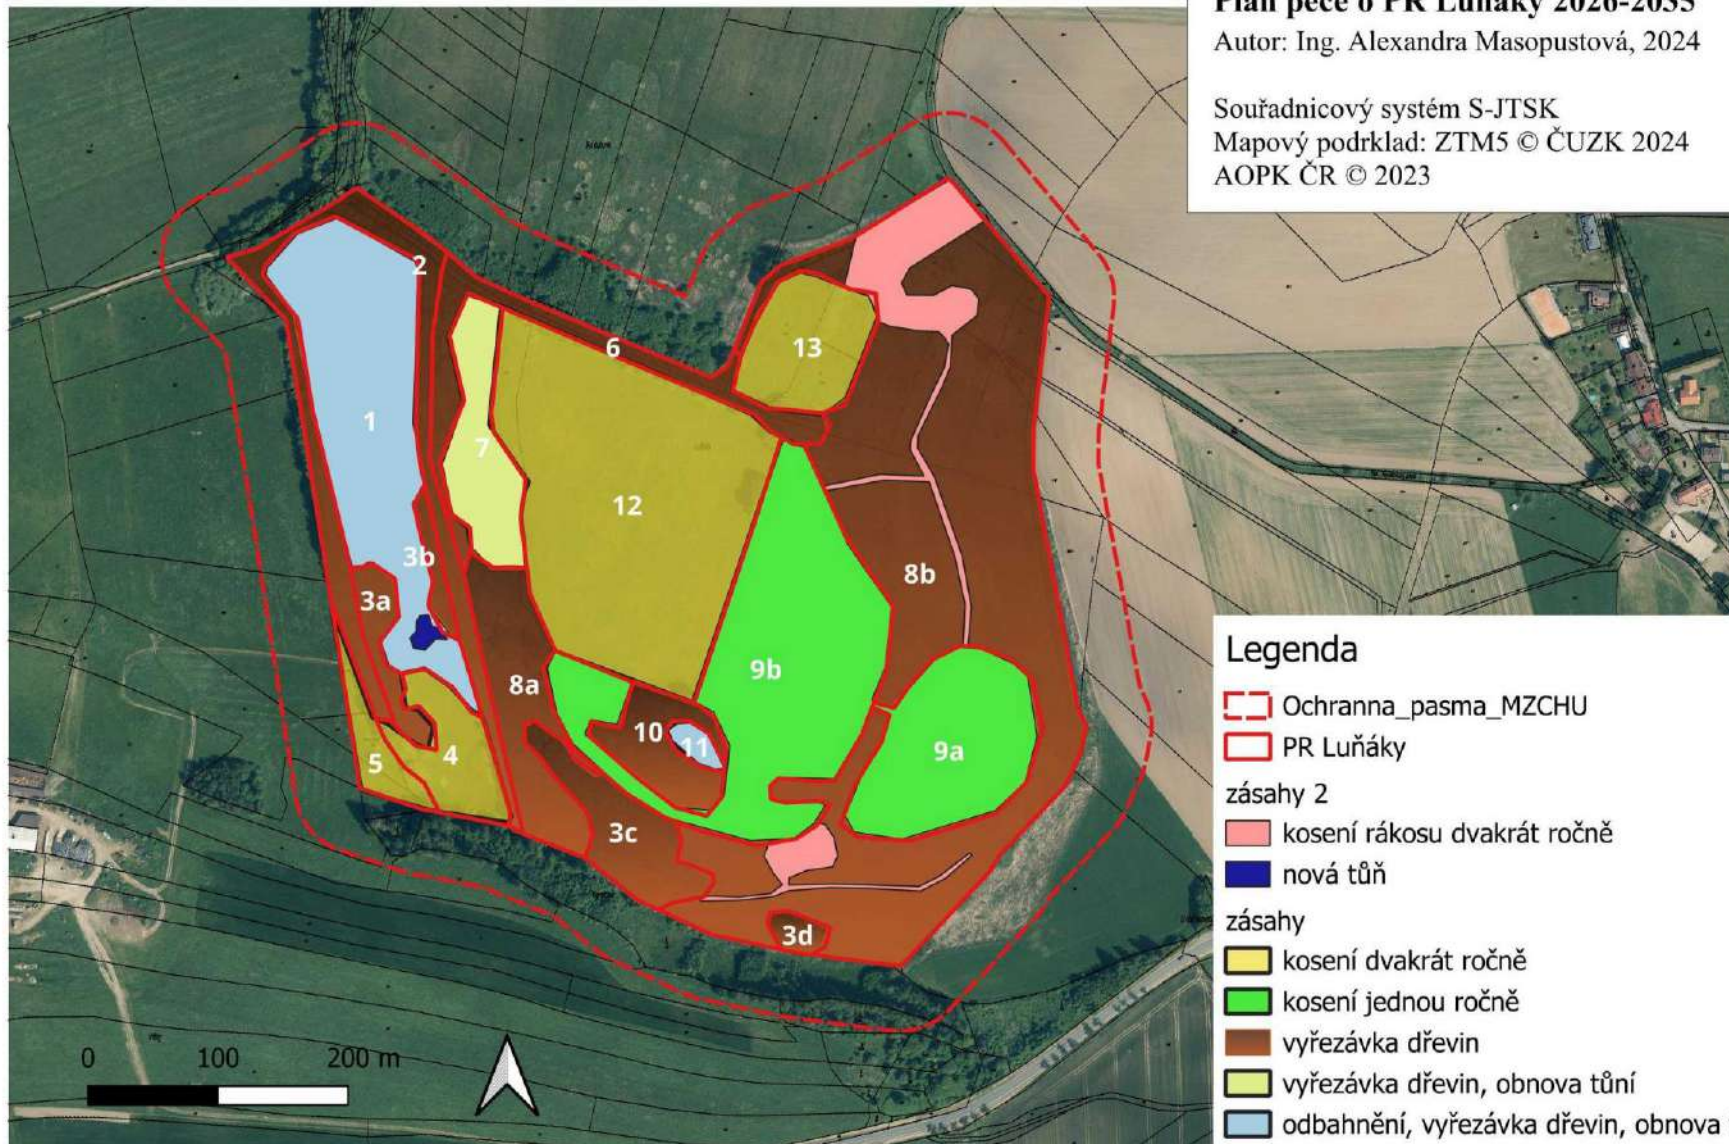 Plán péče o PR Luňáky 2026-2035
Autor: Ing. Alexandra Masopustová, 2024
Souřadnicový systém S-JTSK
Mapový podrklad: ZTM5 © ČUZK 2024
AOPK ČR © 2023
2
6
13
1
7
12
3b
8b
3a
8a
9b
10
11
9a
5
4
3c
3d
0 100 200 m
Legenda
Ochranna_pasma_MZCHU
PR Luňáky
zásahy 2
kosení rákosu dvakrát ročně
nová tůň
zásahy
kosení dvakrát ročně
kosení jednou ročně
vyřezávka dřevin
vyřezávka dřevin, obnova tůní
odbahnění, vyřezávka dřevin, obnova